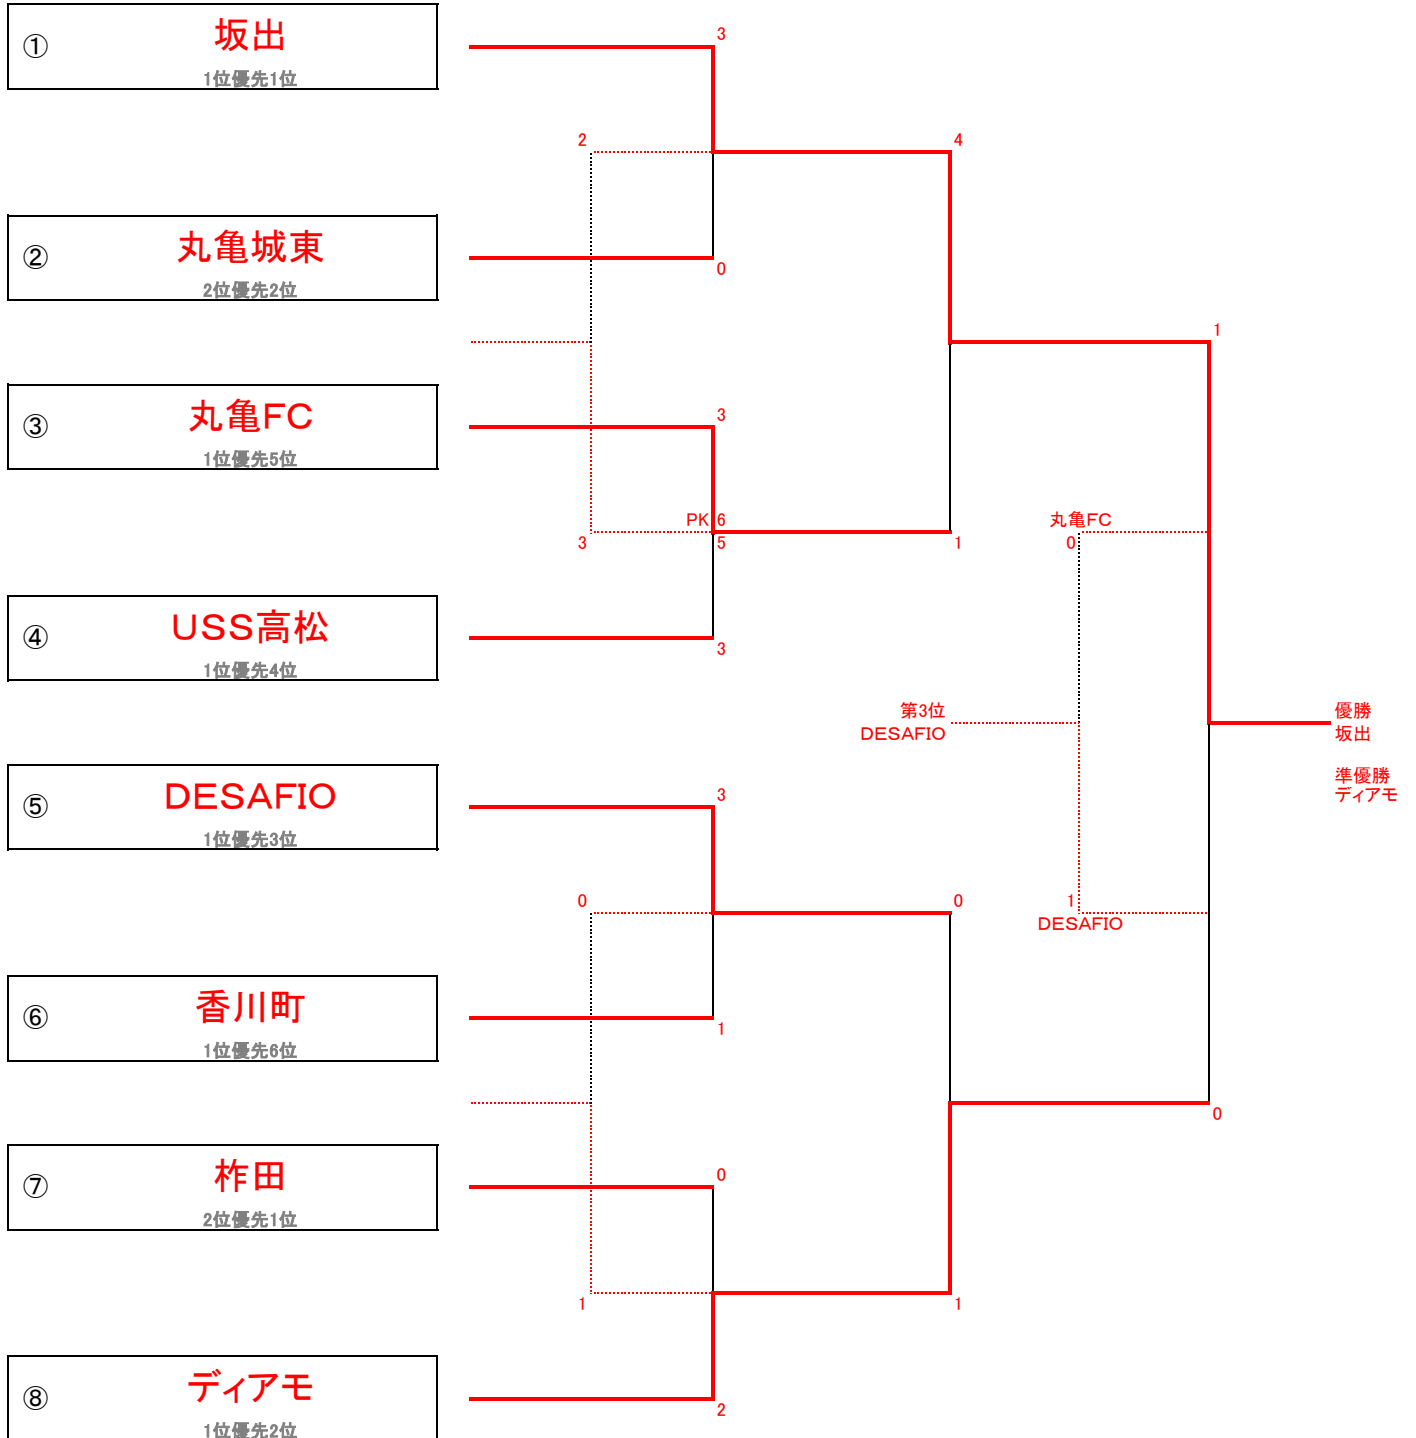 ① 坂出
1位優先1位
3
2
4
② 丸亀城東
2位優先2位
0
1
③ 丸亀FC
1位優先5位
3
PK 6
3
5
1
丸亀FC
0
④ USS高松
1位優先4位
3
第3位
DESAFIO
優勝
坂出
準優勝
ディアモ
⑤ DESAFIO
1位優先3位
3
0
0
1
DESAFIO
⑥ 香川町
1位優先6位
1
0
⑦ 柞田
2位優先1位
0
1
1
⑧ ディアモ
1位優先2位
2